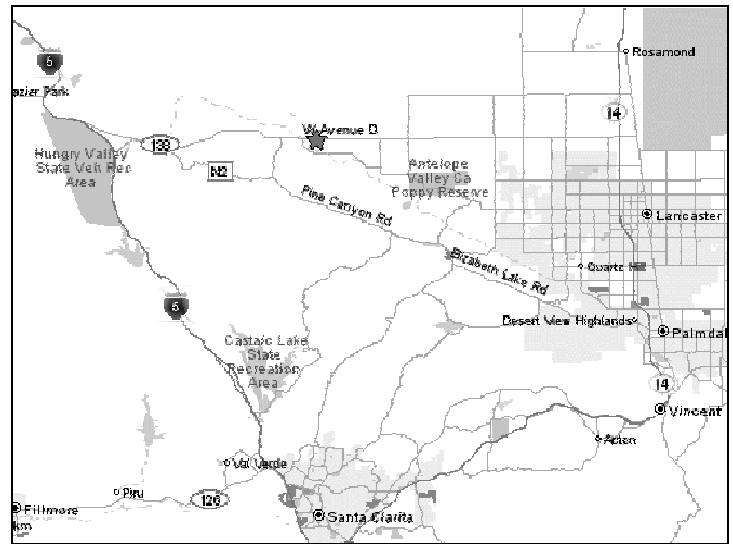 5
Rosamond
azier Park
14
W Avenue D
138
Hungry Valley
State Veh Rec
Area
N2
Antelope
Valley Ca
Poppy Reserve
Pine Canyon Rd
Lancaster
Elizabeth Lake Rd
Quartz H
5
Desert View Highlands
Palmdal
Castaic Lake
State
Recreation
Area
14
Vincent
Acton
Val Verde
Piru
126
Fillmore
Santa Clarita
km